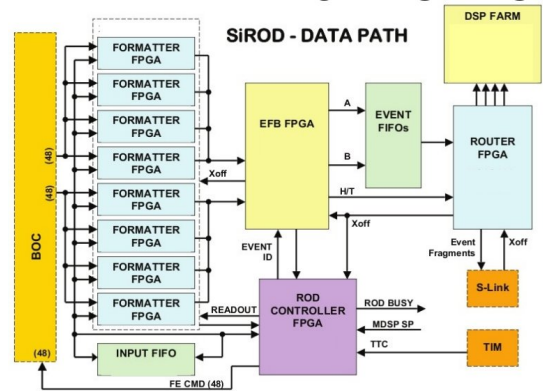 SiROD - DATA PATH
DSP FARM
FORMATTER
FPGA
FORMATTER
FPGA
FORMATTER
FPGA
FORMATTER
FPGA
FORMATTER
FPGA
FORMATTER
FPGA
FORMATTER
FPGA
FORMATTER
FPGA
BOC
(48)
(48)
(48)
EFB FPGA
A
B
EVENT
FIFOs
ROUTER
FPGA
Xoff
H/T
Xoff
EVENT
ID
Event
Fragments
Xoff
S-Link
READOUT
ROD
CONTROLLER
FPGA
ROD BUSY
MDSP SP
TTC
TIM
INPUT FIFO
FE CMD (48)